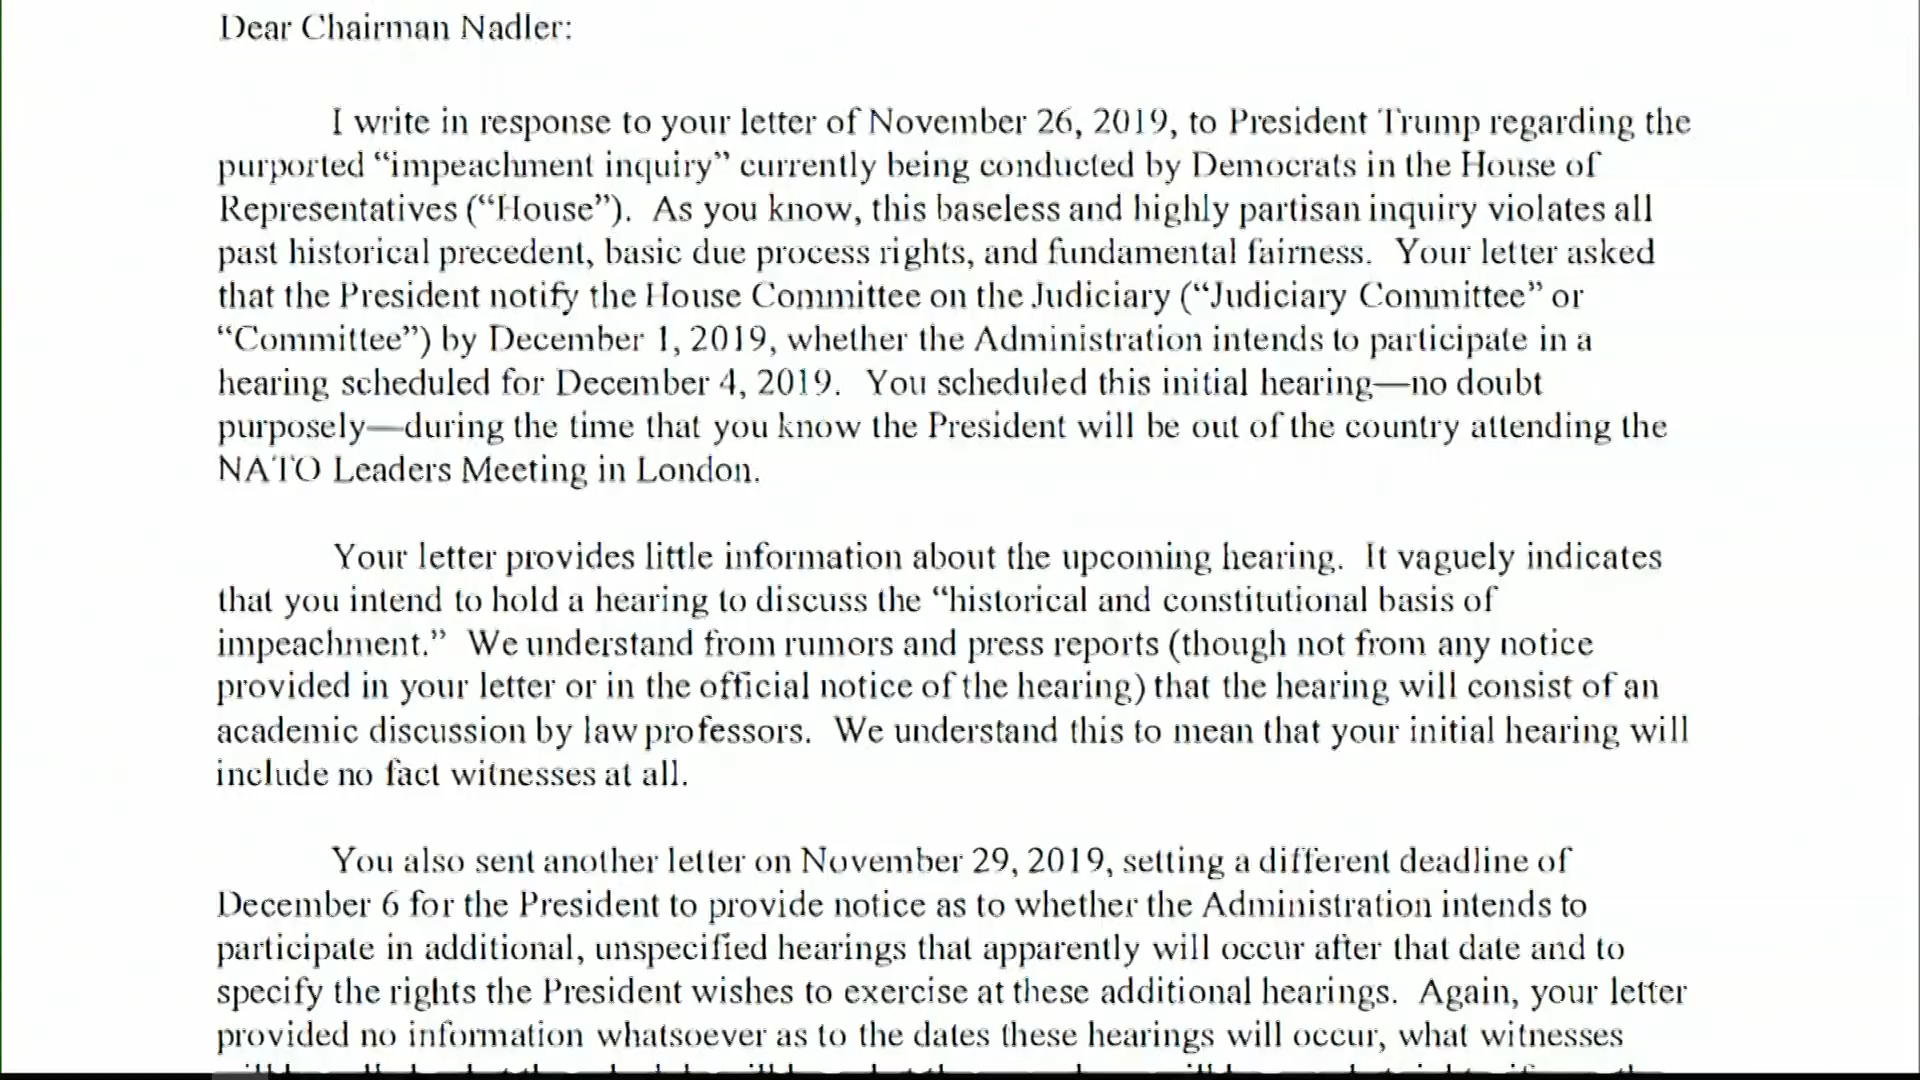 Dear Chairman Nadler:
I write in response to your letter of November 26, 2019, to President Trump regarding the
purported “impeachment inquiry” currently being conducted by Democrats in the House of
Representatives (“House”). As you know, this baseless and highly partisan inquiry violates all
past historical precedent, basic due process rights, and fundamental fairness. Your letter asked
that the President notify the House Committee on the Judiciary (“Judiciary Committee” or
“Committee”) by December 1, 2019, whether the Administration intends to participate in a
hearing scheduled for December 4, 2019. You scheduled this initial hearing—no doubt
purposely—during the time that you know the President will be out of the country attending the
NATO Leaders Meeting in London.
Your letter provides little information about the upcoming hearing. It vaguely indicates
that you intend to hold a hearing to discuss the “historical and constitutional basis of
impeachment.” We understand from rumors and press reports (though not from any notice
provided in your letter or in the official notice of the hearing) that the hearing will consist of an
academic discussion by law professors. We understand this to mean that your initial hearing will
include no fact witnesses at all.
You also sent another letter on November 29, 2019, setting a different deadline of
December 6 for the President to provide notice as to whether the Administration intends to
participate in additional, unspecified hearings that apparently will occur after that date and to
specify the rights the President wishes to exercise at these additional hearings. Again, your letter
provided no information whatsoever as to the dates these hearings will occur, what witnesses